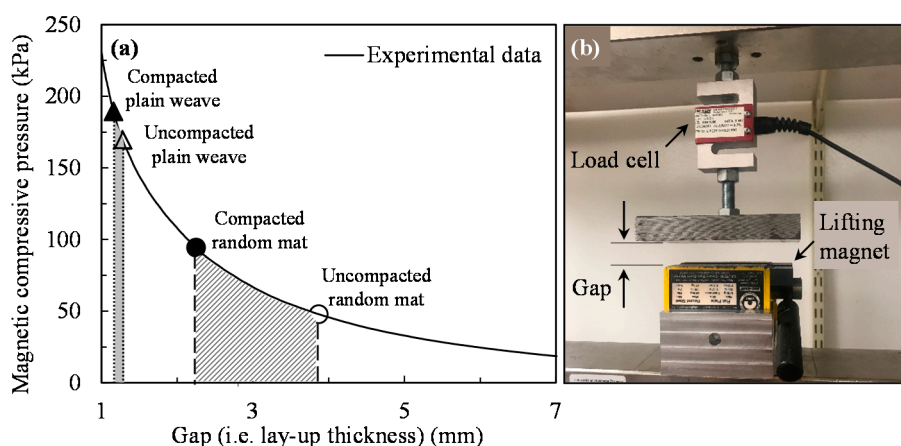 (a)
Experimental data
Magnetic compressive pressure (kPa)
250
200
150
100
50
0
Compacted
plain weave
Uncompacted
plain weave
Compacted
random mat
Uncompacted
random mat
1
3
5
7
Gap (i.e. lay-up thickness) (mm)
(b)
Load cell
Lifting
magnet
Gap